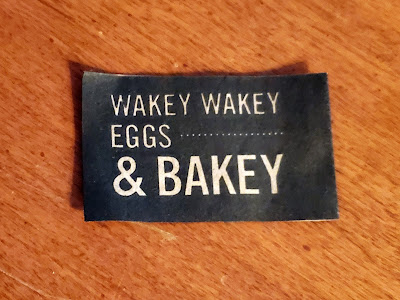 WAKEY WAKEY
EGGS ..................
& BAKEY